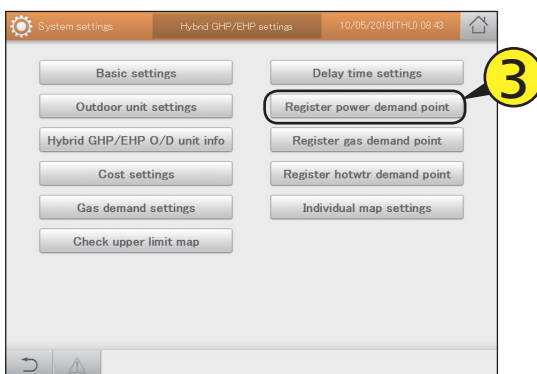 System settings Hybrid GHP/EHP settings 10/05/2018(THU) 08:43
Basic settings
Outdoor unit settings
Hybrid GHP/EHP O/D unit info
Cost settings
Gas demand settings
Check upper limit map
Delay time settings
Register power demand point
Register gas demand point
Register hotwtr demand point
Individual map settings
3